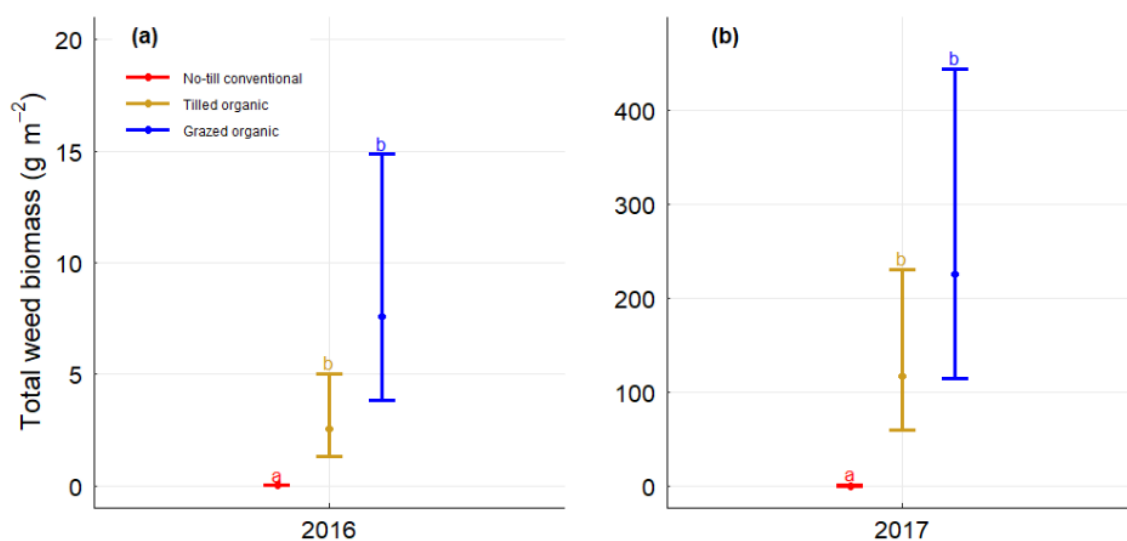 Total weed biomass (g m⁻²)
(a)
No-till conventional
Tilled organic
Grazed organic
20
15
10
5
0
a
b
b
2016
(b)
400
300
200
100
0
a
b
b
2017